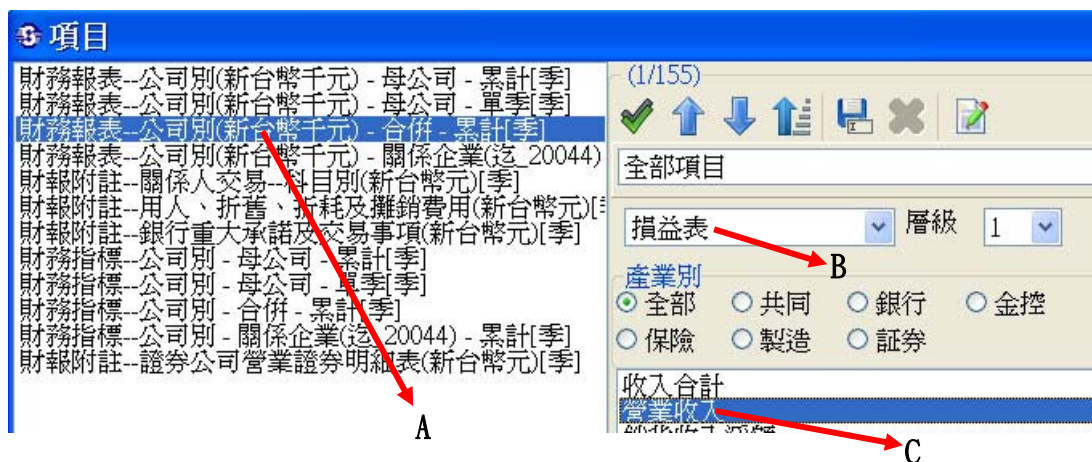 項目
財務報表--公司別(新台幣千元) - 母公司 - 累計[季]
財務報表--公司別(新台幣千元) - 母公司 - 單季[季]
財務報表--公司別(新台幣千元) - 合併 - 累計[季]
財務報表--公司別(新台幣千元) - 關係企業(迄_20044)
財報附註--關係人交易--科目別(新台幣元)[季]
財報附註--用人、折舊、折耗及攤銷費用(新台幣元)[
財報附註--銀行重大承諾及交易事項(新台幣元)[季]
財務指標--公司別 - 母公司 - 累計[季]
財務指標--公司別 - 母公司 - 單季[季]
財務指標--公司別 - 合併 - 累計[季]
財務指標--公司別 - 關係企業(迄_20044) - 累計[季]
財報附註--證券公司營業證券明細表(新台幣元)[季]
A
(1/155)
全部項目
損益表 層級 1
B
產業別
全部 共同 銀行 金控
保險 製造 証券
收入合計
營業收入
C